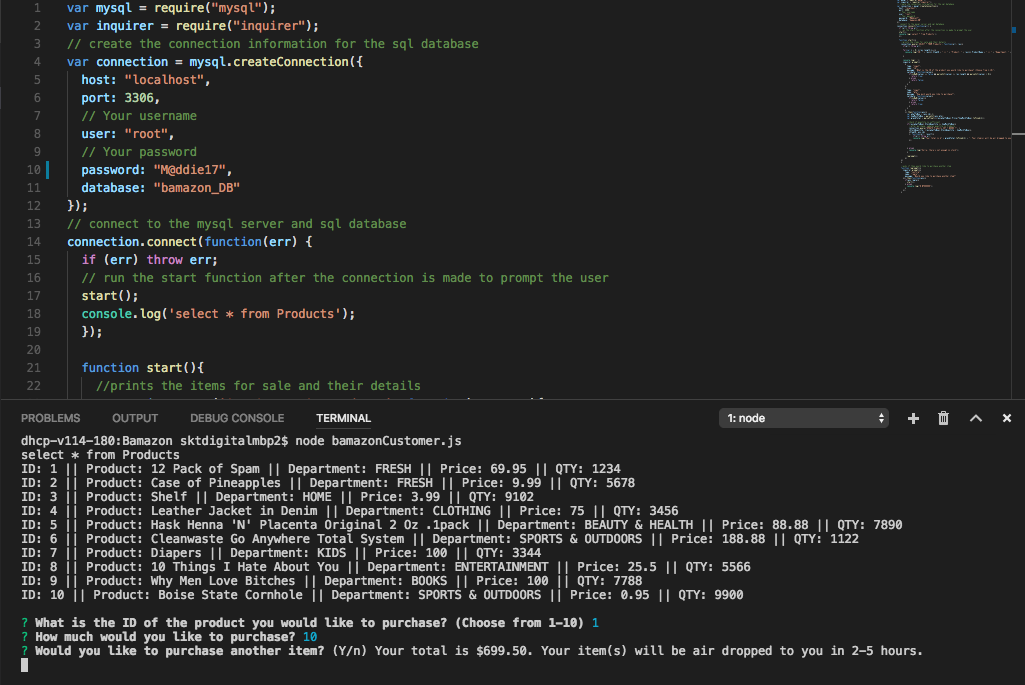 1 var mysql = require("mysql");
2 var inquirer = require("inquirer");
3 // create the connection information for the sql database
4 var connection = mysql.createConnection({
5 host: "localhost",
6 port: 3306,
7 // Your username
8 user: "root",
9 // Your password
10 password: "M@ddie17",
11 database: "bamazon_DB"
12 });
13 // connect to the mysql server and sql database
14 connection.connect(function(err) {
15 if (err) throw err;
16 // run the start function after the connection is made to prompt the user
17 start();
18 console.log('select * from Products');
19 });
20
21 function start(){
22 //prints the items for sale and their details
PROBLEMS OUTPUT DEBUG CONSOLE TERMINAL 1: node
dhcp-v114-180:Bamazon sktdigitalmbp2$ node bamazonCustomer.js
select * from Products
ID: 1 || Product: 12 Pack of Spam || Department: FRESH || Price: 69.95 || QTY: 1234
ID: 2 || Product: Case of Pineapples || Department: FRESH || Price: 9.99 || QTY: 5678
ID: 3 || Product: Shelf || Department: HOME || Price: 3.99 || QTY: 9102
ID: 4 || Product: Leather Jacket in Denim || Department: CLOTHING || Price: 75 || QTY: 3456
ID: 5 || Product: Hask Henna 'N' Placenta Original 2 Oz .1pack || Department: BEAUTY & HEALTH || Price: 88.88 || QTY: 7890
ID: 6 || Product: Cleanwaste Go Anywhere Total System || Department: SPORTS & OUTDOORS || Price: 188.88 || QTY: 1122
ID: 7 || Product: Diapers || Department: KIDS || Price: 100 || QTY: 3344
ID: 8 || Product: 10 Things I Hate About You || Department: ENTERTAINMENT || Price: 25.5 || QTY: 5566
ID: 9 || Product: Why Men Love Bitches || Department: BOOKS || Price: 100 || QTY: 7788
ID: 10 || Product: Boise State Cornhole || Department: SPORTS & OUTDOORS || Price: 0.95 || QTY: 9900
? What is the ID of the product you would like to purchase? (Choose from 1-10) 1
? How much would you like to purchase? 10
? Would you like to purchase another item? (Y/n) Your total is $699.50. Your item(s) will be air dropped to you in 2-5 hours.